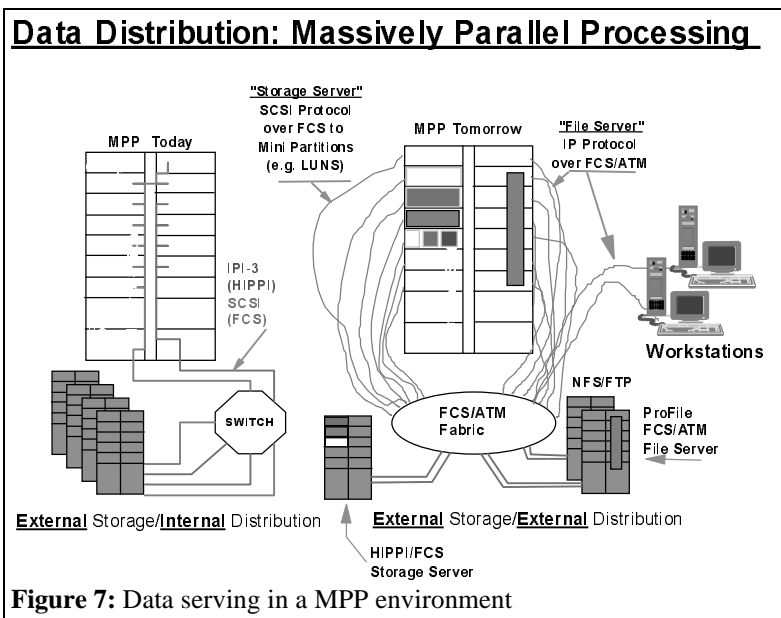 Data Distribution: Massively Parallel Processing
"Storage Server"
SCSI Protocol
over FCS to
Mini Partitions
(e.g. LUNS)
MPP Today
MPP Tomorrow
"File Server"
IP Protocol
over FCS/ATM
IPI-3
(HIPPI)
SCSI
(FCS)
Workstations
SWITCH
FCS/ATM
Fabric
NFS/FTP
ProFile
FCS/ATM
File Server
External Storage/Internal Distribution
External Storage/External Distribution
HIPPI/FCS
Storage Server
Figure 7: Data serving in a MPP environment